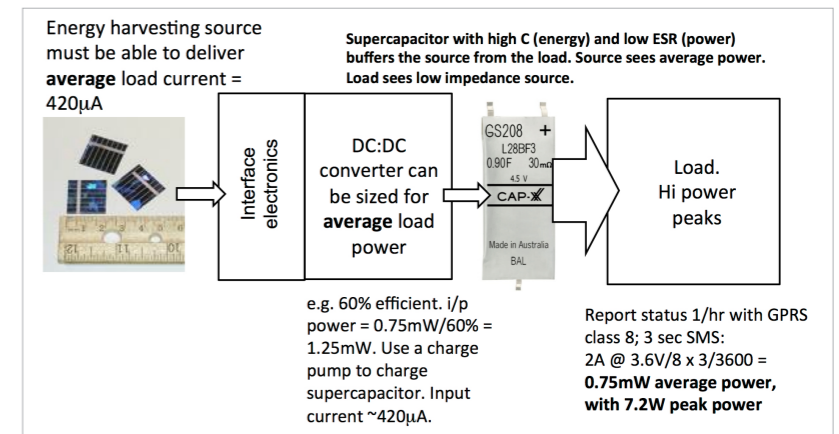 Energy harvesting source
must be able to deliver
average load current =
420μA
Supercapacitor with high C (energy) and low ESR (power)
buffers the source from the load. Source sees average power.
Load sees low impedance source.
Interface
electronics
DC:DC
converter can
be sized for
average load
power
GS208 +
L28BF3
0.90F 30mΩ
4.5 V
CAP-XX
Made in Australia
BAL
Load.
Hi power
peaks
e.g. 60% efficient. i/p
power = 0.75mW/60% =
1.25mW. Use a charge
pump to charge
supercapacitor. Input
current ~420μA.
Report status 1/hr with GPRS
class 8; 3 sec SMS:
2A @ 3.6V/8 x 3/3600 =
0.75mW average power,
with 7.2W peak power